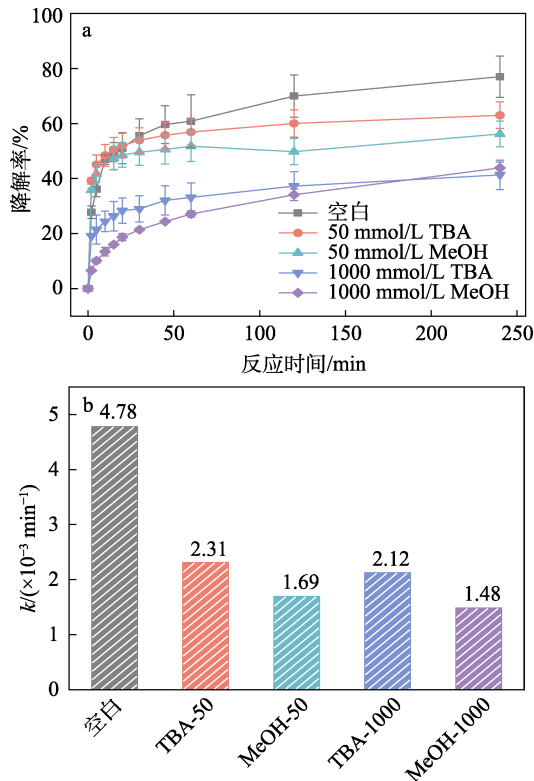 a
100
80
60
40
20
0
降解率/%
空白
50 mmol/L TBA
50 mmol/L MeOH
1000 mmol/L TBA
1000 mmol/L MeOH
0 50 100 150 200 250
反应时间/min
b
5
4
3
2
1
0
k/(×10⁻³ min⁻¹)
4.78
2.31
1.69
2.12
1.48
空白
TBA-50
MeOH-50
TBA-1000
MeOH-1000